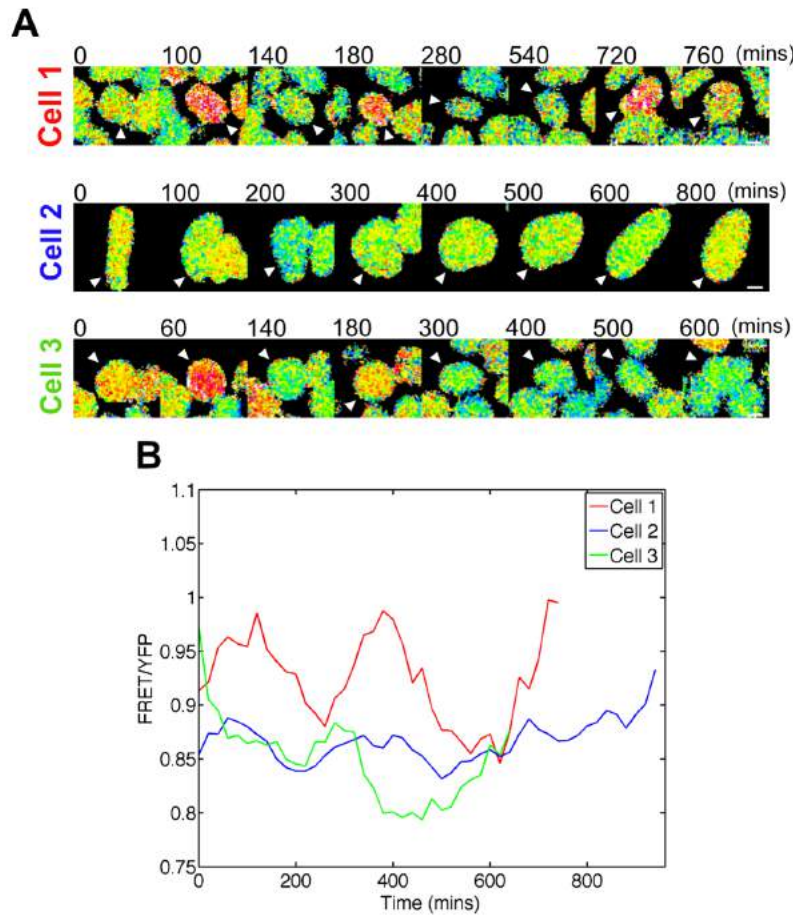 A
0 100 140 180 280 540 720 760 (mins)
Cell 1
0 100 200 300 400 500 600 800 (mins)
Cell 2
0 60 140 180 300 400 500 600 (mins)
Cell 3
B
1.1
1.05
1
0.95
0.9
0.85
0.8
0.75
FRET/YFP
Cell 1
Cell 2
Cell 3
0 200 400 600 800
Time (mins)